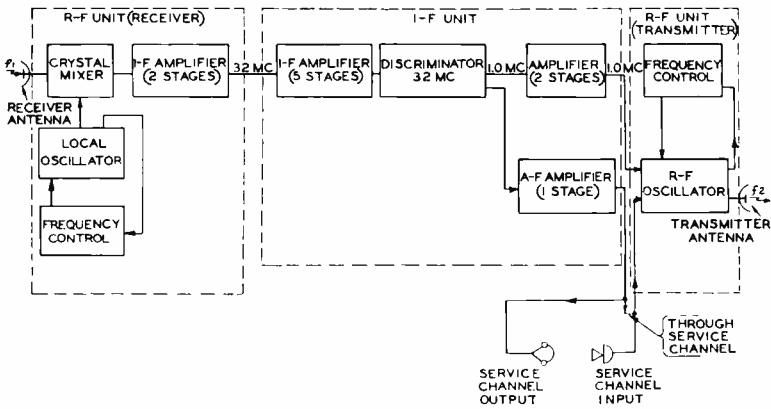 R-F UNIT (RECEIVER)
I-F UNIT
R-F UNIT
(TRANSMITTER)
f1
CRYSTAL
MIXER
I-F AMPLIFIER
(2 STAGES)
32 MC
I-F AMPLIFIER
(5 STAGES)
DISCRIMINATOR
32 MC
1.0 MC
AMPLIFIER
(2 STAGES)
1.0 MC
FREQUENCY
CONTROL
RECEIVER
ANTENNA
LOCAL
OSCILLATOR
FREQUENCY
CONTROL
A-F AMPLIFIER
(1 STAGE)
R-F
OSCILLATOR
f2
TRANSMITTER
ANTENNA
THROUGH
SERVICE
CHANNEL
SERVICE
CHANNEL
OUTPUT
SERVICE
CHANNEL
INPUT